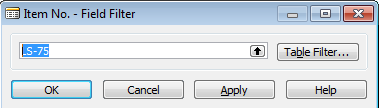 Item No. - Field Filter
LS-75
Table Filter...
OK
Cancel
Apply
Help